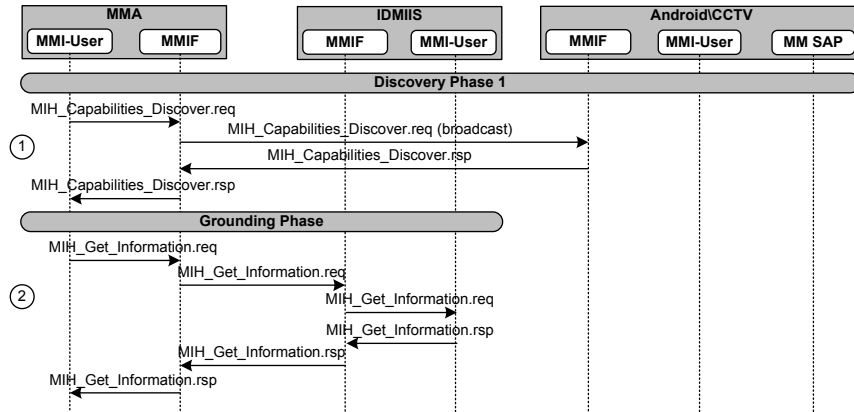 MMA
IDMIIS
Android\CCTV
MMI-User
MMIF
MMIF
MMI-User
MMIF
MMI-User
MM SAP
Discovery Phase 1
MIH_Capabilities_Discover.req
MIH_Capabilities_Discover.req (broadcast)
1
MIH_Capabilities_Discover.rsp
MIH_Capabilities_Discover.rsp
Grounding Phase
MIH_Get_Information.req
MIH_Get_Information.req
2
MIH_Get_Information.req
MIH_Get_Information.rsp
MIH_Get_Information.rsp
MIH_Get_Information.rsp